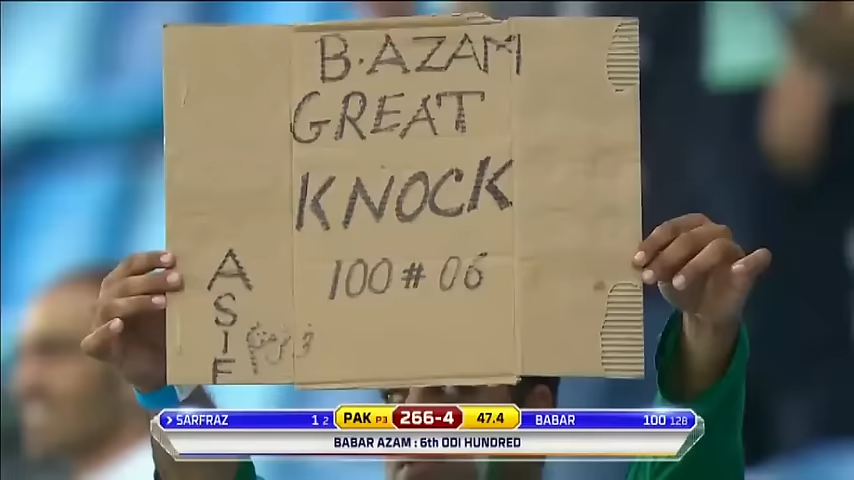 B.AZAM
GREAT
KNOCK
100 # 06
ASIF
SARFRAZ 1 2 PAK P3 266-4 47.4 BABAR 100 128
BABAR AZAM : 6th ODI HUNDRED